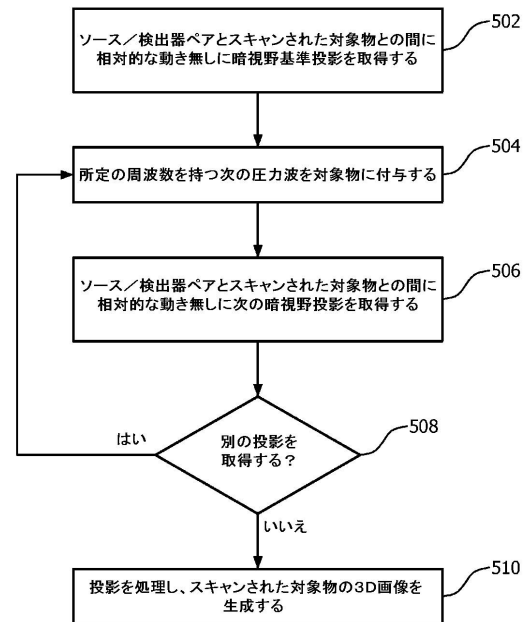 ソース／検出器ペアとスキャンされた対象物との間に
相対的な動き無しに暗視野基準投影を取得する
502
504
所定の周波数を持つ次の圧力波を対象物に付与する
506
ソース／検出器ペアとスキャンされた対象物との間に
相対的な動き無しに次の暗視野投影を取得する
はい
別の投影を
取得する？
508
いいえ
510
投影を処理し、スキャンされた対象物の３Ｄ画像を
生成する